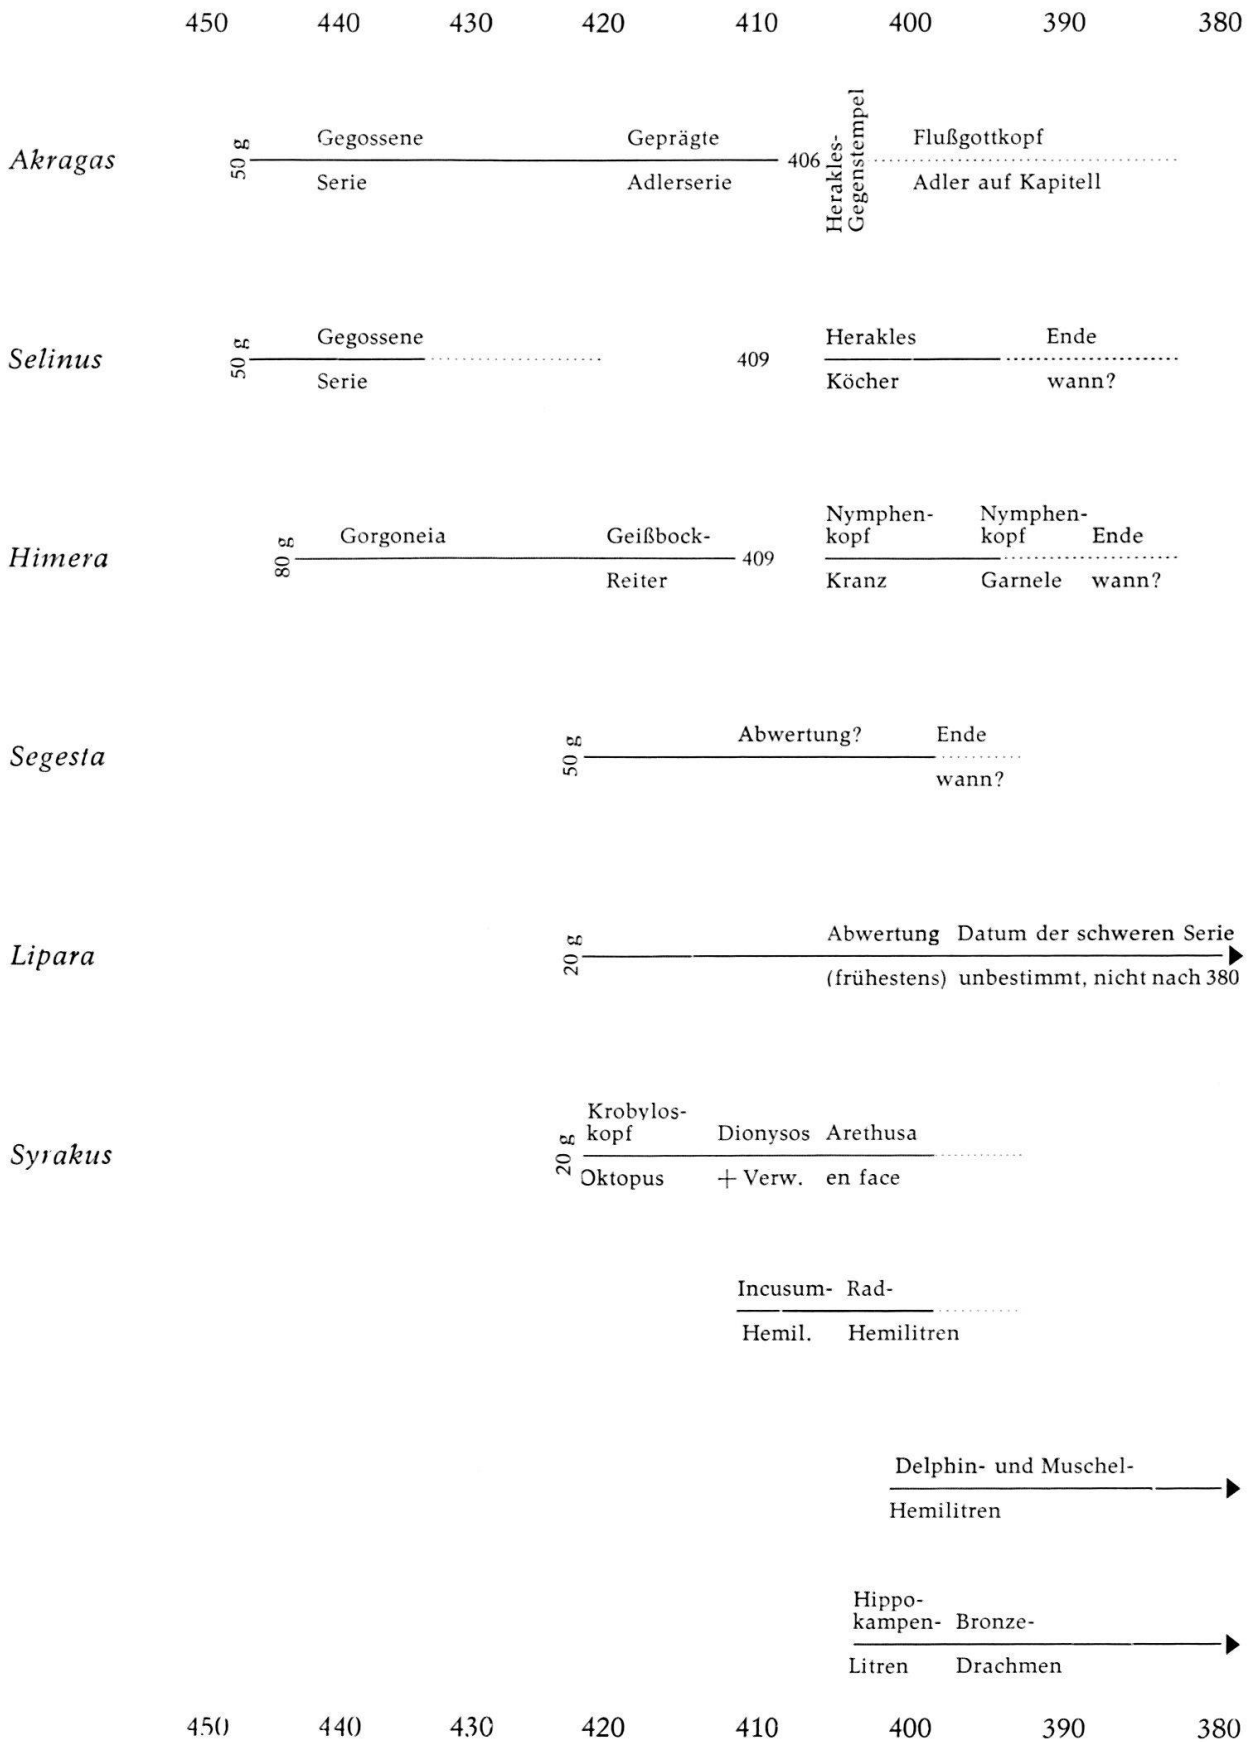 450 440 430 420 410 400 390 380
Akragas
50 g
Gegossene
Serie
Geprägte
Adlerserie
406
Herakles-
Gegenstempel
Flußgottkopf
Adler auf Kapitell
Selinus
50 g
Gegossene
Serie
409
Herakles
Köcher
Ende
wann?
Himera
80 g
Gorgoneia
Geißbock-
Reiter
409
Nymphen-
kopf
Kranz
Nymphen-
kopf
Garnele
Ende
wann?
Segesta
50 g
Abwertung?
Ende
wann?
Lipara
20 g
Abwertung
(frühestens)
Datum der schweren Serie
unbestimmt, nicht nach 380
Syrakus
20 g
Krobylos-
kopf
Oktopus
Dionysos
+ Verw.
Arethusa
en face
Incusum-
Hemil.
Rad-
Hemilitren
Delphin- und Muschel-
Hemilitren
Hippo-
kampen-
Litren
Bronze-
Drachmen
450 440 430 420 410 400 390 380